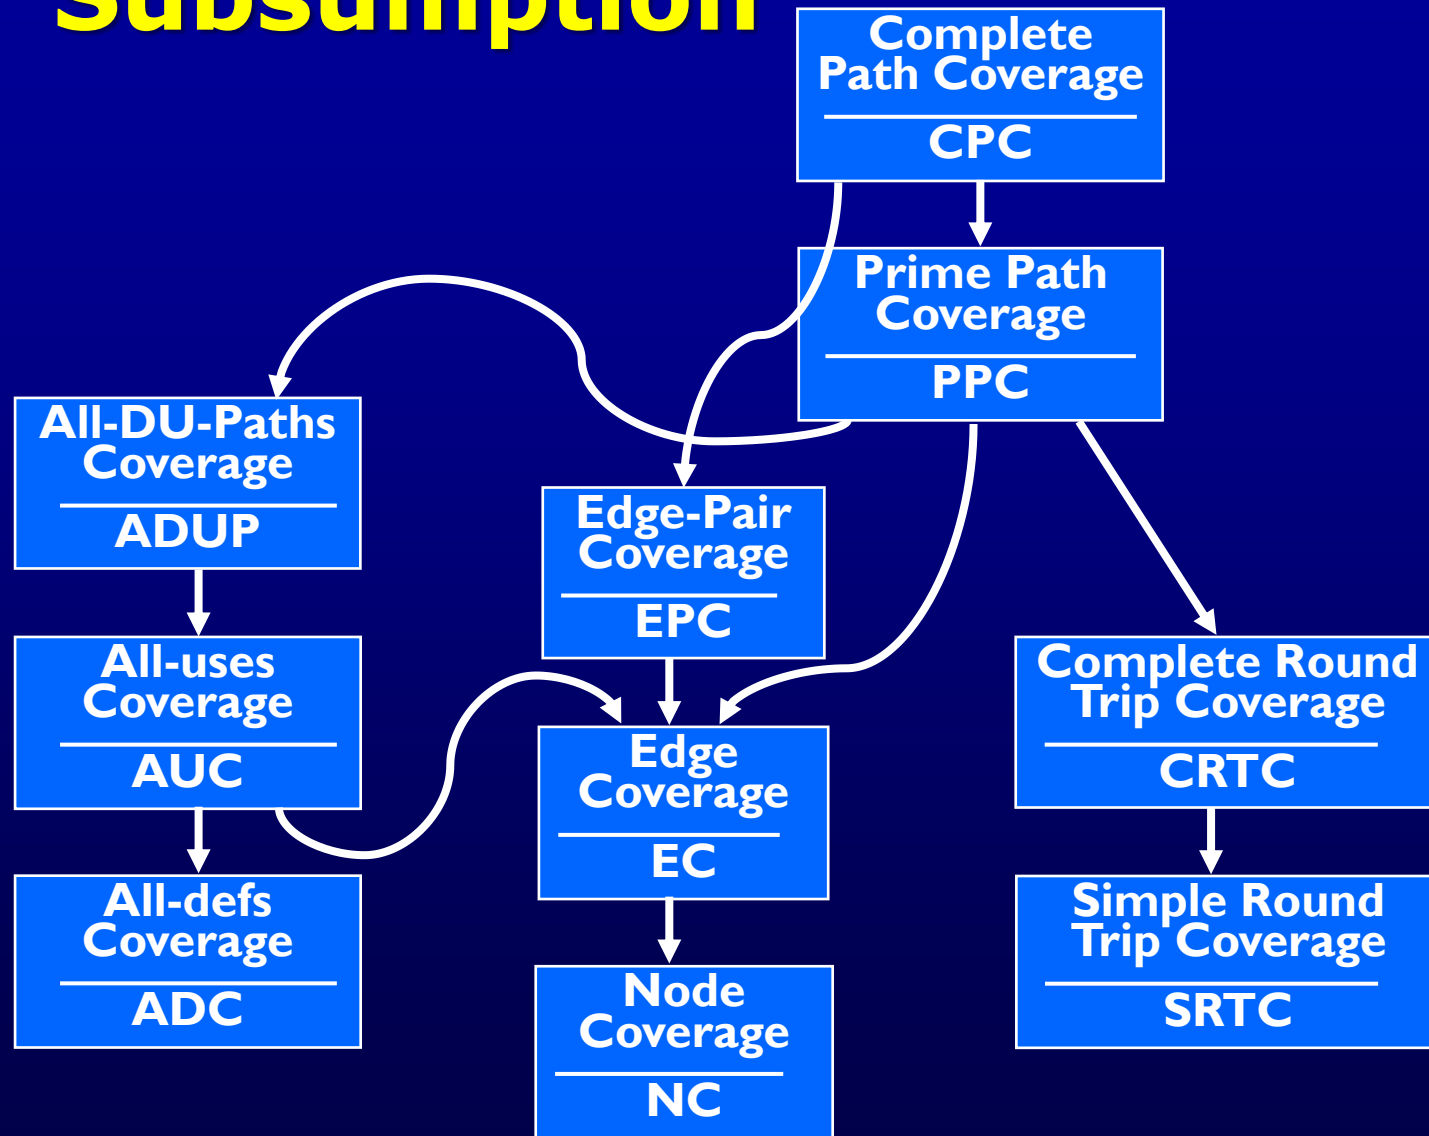 Subsumption
Complete
Path Coverage
CPC
Prime Path
Coverage
PPC
All-DU-Paths
Coverage
ADUP
Edge-Pair
Coverage
EPC
All-uses
Coverage
AUC
Complete Round
Trip Coverage
CRTC
Edge
Coverage
EC
All-defs
Coverage
ADC
Simple Round
Trip Coverage
SRTC
Node
Coverage
NC